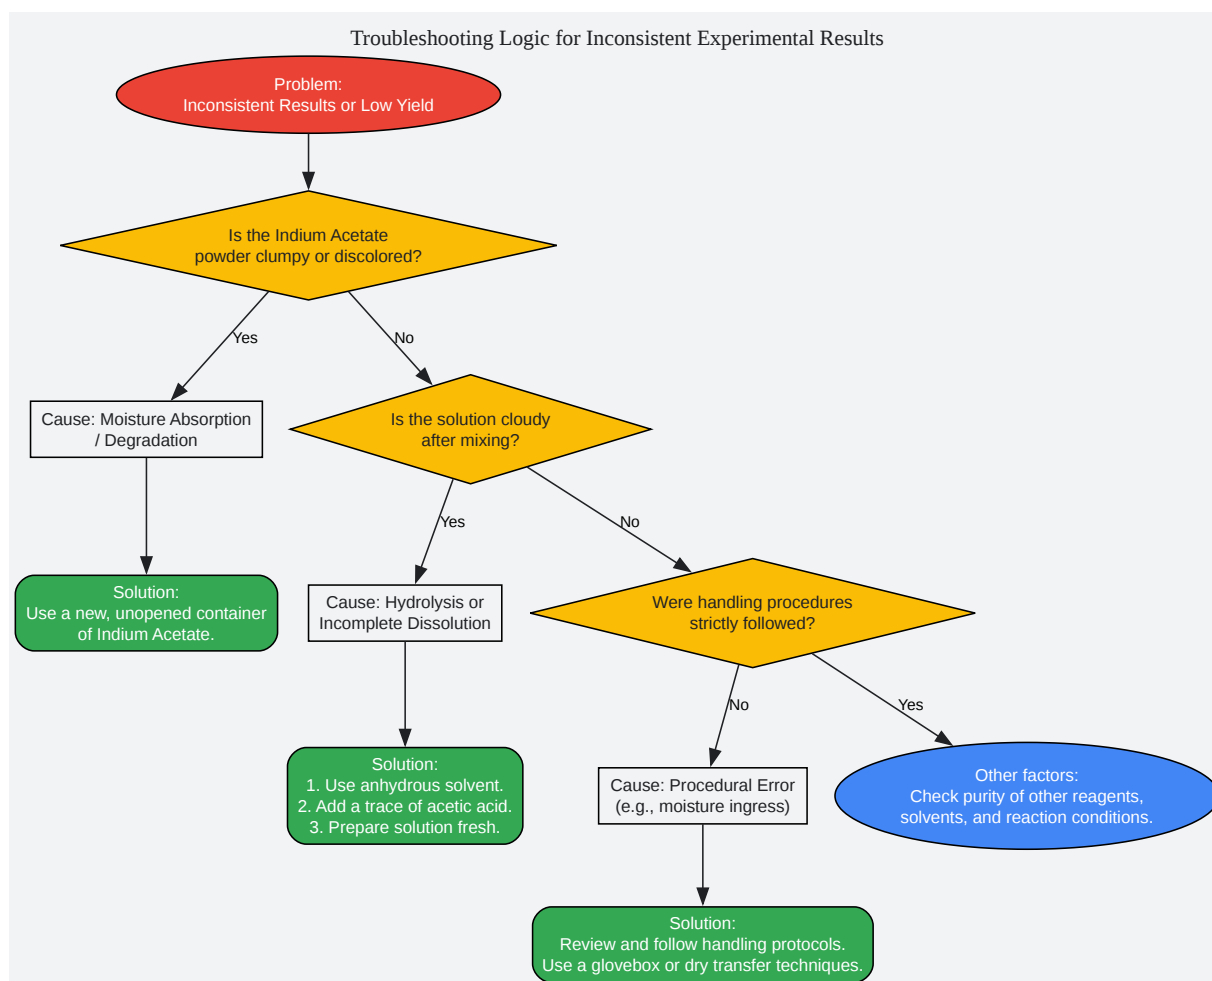 Troubleshooting Logic for Inconsistent Experimental Results
Problem:
Inconsistent Results or Low Yield
Is the Indium Acetate
powder clumpy or discolored?
Yes
No
Cause: Moisture Absorption
/ Degradation
Is the solution cloudy
after mixing?
Yes
No
Solution:
Use a new, unopened container
of Indium Acetate.
Cause: Hydrolysis or
Incomplete Dissolution
Were handling procedures
strictly followed?
No
Yes
Solution:
1. Use anhydrous solvent.
2. Add a trace of acetic acid.
3. Prepare solution fresh.
Cause: Procedural Error
(e.g., moisture ingress)
Other factors:
Check purity of other reagents,
solvents, and reaction conditions.
Solution:
Review and follow handling protocols.
Use a glovebox or dry transfer techniques.